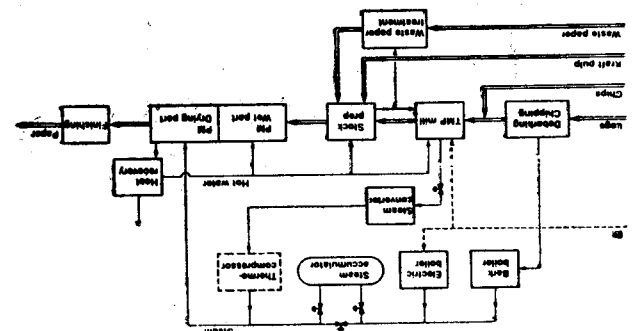 Steam
Bark
boiler
Electric
boiler
Steam
accumulator
Thermo-
compressor
El
Steam
converter
Hot water
Heat
recovery
Logs
Debarking
Chipping
TMP mill
Stock
prep
PM
Wet part
PM
Drying part
Finishing
Paper
Chips
Kraft pulp
Waste paper
Waste paper
treatment